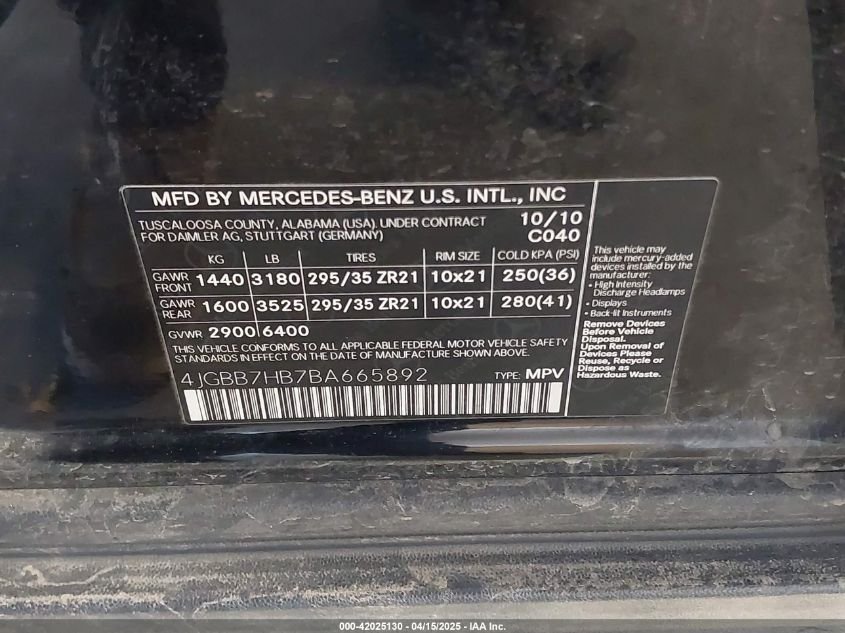 MFD BY MERCEDES-BENZ U.S. INTL., INC
TUSCALOOSA COUNTY, ALABAMA (USA). UNDER CONTRACT
FOR DAIMLER AG, STUTTGART (GERMANY)
10/10
C040
KG LB TIRES RIM SIZE COLD KPA (PSI)
GAWR FRONT 1440 3180 295/35 ZR21 10x21 250(36)
GAWR REAR 1600 3525 295/35 ZR21 10x21 280(41)
GVWR 2900 6400
THIS VEHICLE CONFORMS TO ALL APPLICABLE FEDERAL MOTOR VEHICLE SAFETY
STANDARDS IN EFFECT ON THE DATE OF MANUFACTURE SHOWN ABOVE.
4JGBB7HB7BA665892 TYPE: MPV
This vehicle may
include mercury-added
devices installed by the
manufacturer:
• High Intensity
Discharge Headlamps
• Displays
• Back-lit Instruments
Remove Devices
Before Vehicle
Disposal.
Upon Removal of
Devices Please
Reuse, Recycle or
Dispose as
Hazardous Waste.
000-42025130 - 04/15/2025 - IAA Inc.